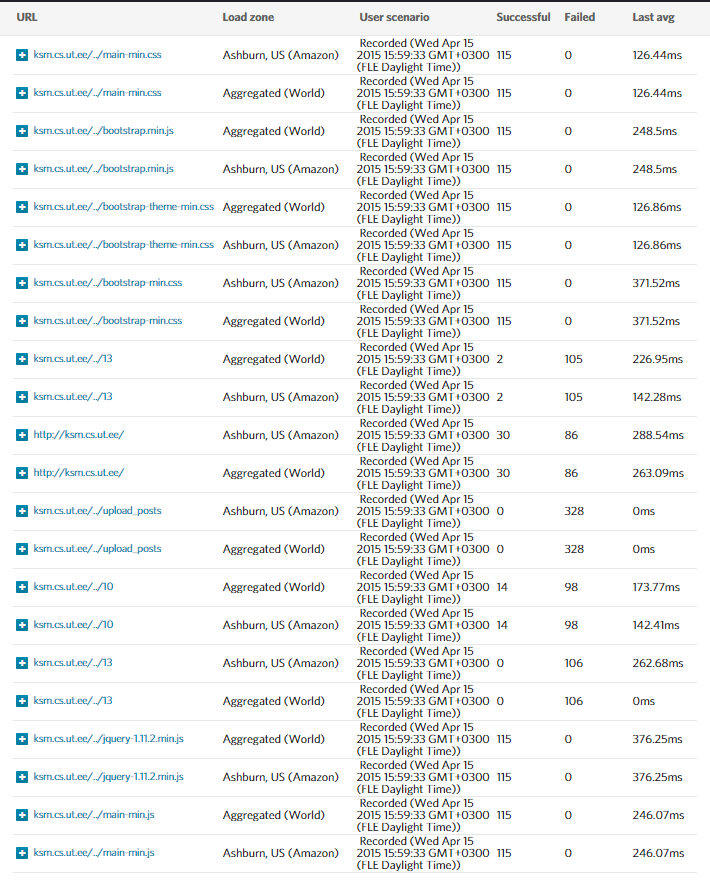 URL Load zone User scenario Successful Failed Last avg
Recorded (Wed Apr 15
ksm.cs.ut.ee/../main-min.css Ashburn, US (Amazon) 2015 15:59:33 GMT+0300 115 0 126.44ms
(FLE Daylight Time))
Recorded (Wed Apr 15
ksm.cs.ut.ee/../main-min.css Aggregated (World) 2015 15:59:33 GMT+0300 115 0 126.44ms
(FLE Daylight Time))
Recorded (Wed Apr 15
ksm.cs.ut.ee/../bootstrap.min.js Aggregated (World) 2015 15:59:33 GMT+0300 115 0 248.5ms
(FLE Daylight Time))
Recorded (Wed Apr 15
ksm.cs.ut.ee/../bootstrap.min.js Ashburn, US (Amazon) 2015 15:59:33 GMT+0300 115 0 248.5ms
(FLE Daylight Time))
Recorded (Wed Apr 15
ksm.cs.ut.ee/../bootstrap-theme-min.css Aggregated (World) 2015 15:59:33 GMT+0300 115 0 126.86ms
(FLE Daylight Time))
Recorded (Wed Apr 15
ksm.cs.ut.ee/../bootstrap-theme-min.css Ashburn, US (Amazon) 2015 15:59:33 GMT+0300 115 0 126.86ms
(FLE Daylight Time))
Recorded (Wed Apr 15
ksm.cs.ut.ee/../bootstrap-min.css Ashburn, US (Amazon) 2015 15:59:33 GMT+0300 115 0 371.52ms
(FLE Daylight Time))
Recorded (Wed Apr 15
ksm.cs.ut.ee/../bootstrap-min.css Aggregated (World) 2015 15:59:33 GMT+0300 115 0 371.52ms
(FLE Daylight Time))
Recorded (Wed Apr 15
ksm.cs.ut.ee/../13 Aggregated (World) 2015 15:59:33 GMT+0300 2 105 226.95ms
(FLE Daylight Time))
Recorded (Wed Apr 15
ksm.cs.ut.ee/../13 Ashburn, US (Amazon) 2015 15:59:33 GMT+0300 2 105 142.28ms
(FLE Daylight Time))
Recorded (Wed Apr 15
http://ksm.cs.ut.ee/ Ashburn, US (Amazon) 2015 15:59:33 GMT+0300 30 86 288.54ms
(FLE Daylight Time))
Recorded (Wed Apr 15
http://ksm.cs.ut.ee/ Aggregated (World) 2015 15:59:33 GMT+0300 30 86 263.09ms
(FLE Daylight Time))
Recorded (Wed Apr 15
ksm.cs.ut.ee/../upload_posts Ashburn, US (Amazon) 2015 15:59:33 GMT+0300 0 328 0ms
(FLE Daylight Time))
Recorded (Wed Apr 15
ksm.cs.ut.ee/../upload_posts Aggregated (World) 2015 15:59:33 GMT+0300 0 328 0ms
(FLE Daylight Time))
Recorded (Wed Apr 15
ksm.cs.ut.ee/../10 Aggregated (World) 2015 15:59:33 GMT+0300 14 98 173.77ms
(FLE Daylight Time))
Recorded (Wed Apr 15
ksm.cs.ut.ee/../10 Ashburn, US (Amazon) 2015 15:59:33 GMT+0300 14 98 142.41ms
(FLE Daylight Time))
Recorded (Wed Apr 15
ksm.cs.ut.ee/../13 Ashburn, US (Amazon) 2015 15:59:33 GMT+0300 0 106 262.68ms
(FLE Daylight Time))
Recorded (Wed Apr 15
ksm.cs.ut.ee/../13 Aggregated (World) 2015 15:59:33 GMT+0300 0 106 0ms
(FLE Daylight Time))
Recorded (Wed Apr 15
ksm.cs.ut.ee/../jquery-1.11.2.min.js Aggregated (World) 2015 15:59:33 GMT+0300 115 0 376.25ms
(FLE Daylight Time))
Recorded (Wed Apr 15
ksm.cs.ut.ee/../jquery-1.11.2.min.js Ashburn, US (Amazon) 2015 15:59:33 GMT+0300 115 0 376.25ms
(FLE Daylight Time))
Recorded (Wed Apr 15
ksm.cs.ut.ee/../main-min.js Aggregated (World) 2015 15:59:33 GMT+0300 115 0 246.07ms
(FLE Daylight Time))
Recorded (Wed Apr 15
ksm.cs.ut.ee/../main-min.js Ashburn, US (Amazon) 2015 15:59:33 GMT+0300 115 0 246.07ms
(FLE Daylight Time))